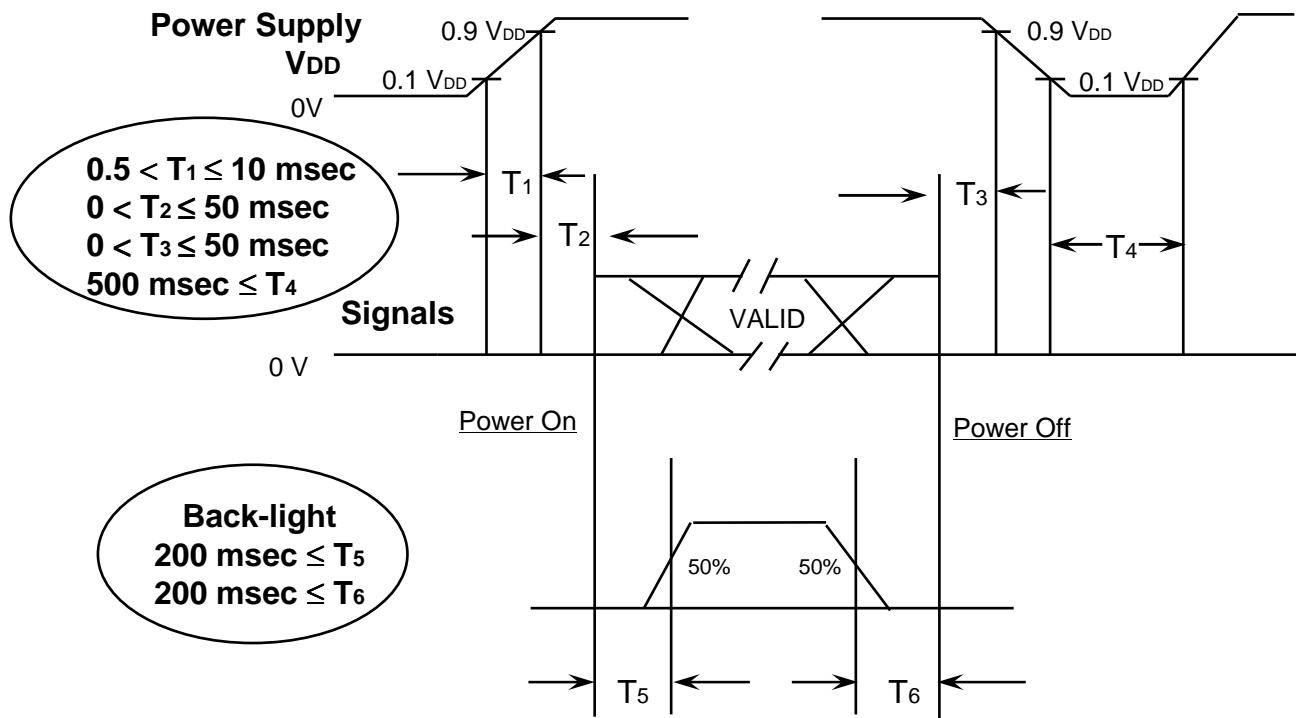 Power Supply
VDD
0.9 VDD
0.1 VDD
0V
0.9 VDD
0.1 VDD
0.5 < T1 ≤ 10 msec
0 < T2 ≤ 50 msec
0 < T3 ≤ 50 msec
500 msec ≤ T4
T1
T2
T3
T4
Signals
VALID
0 V
Power On
Power Off
Back-light
200 msec ≤ T5
200 msec ≤ T6
50%
50%
T5
T6